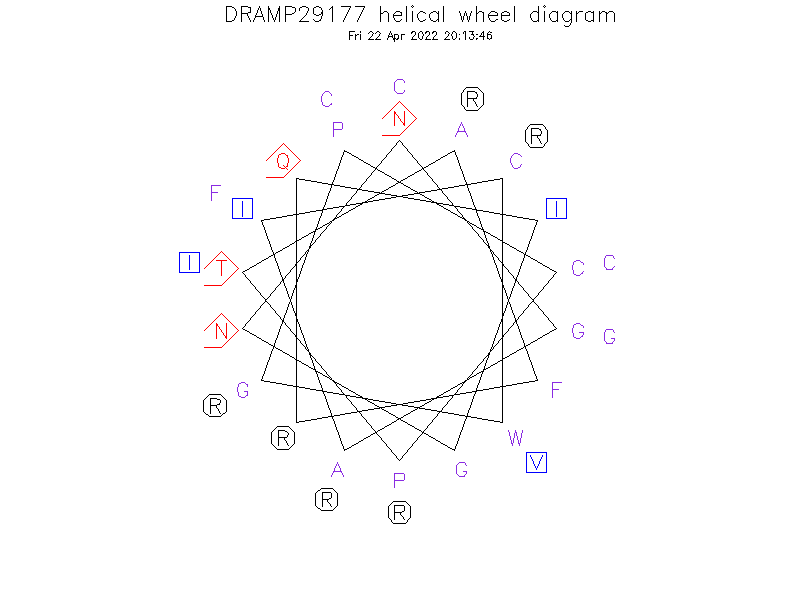 DRAMP29177 helical wheel diagram
Fri 22 Apr 2022 20:13:46
C
C R
P N A R
Q C
F I I
I T C C
N G G
G F
R R W V
A P G
R R